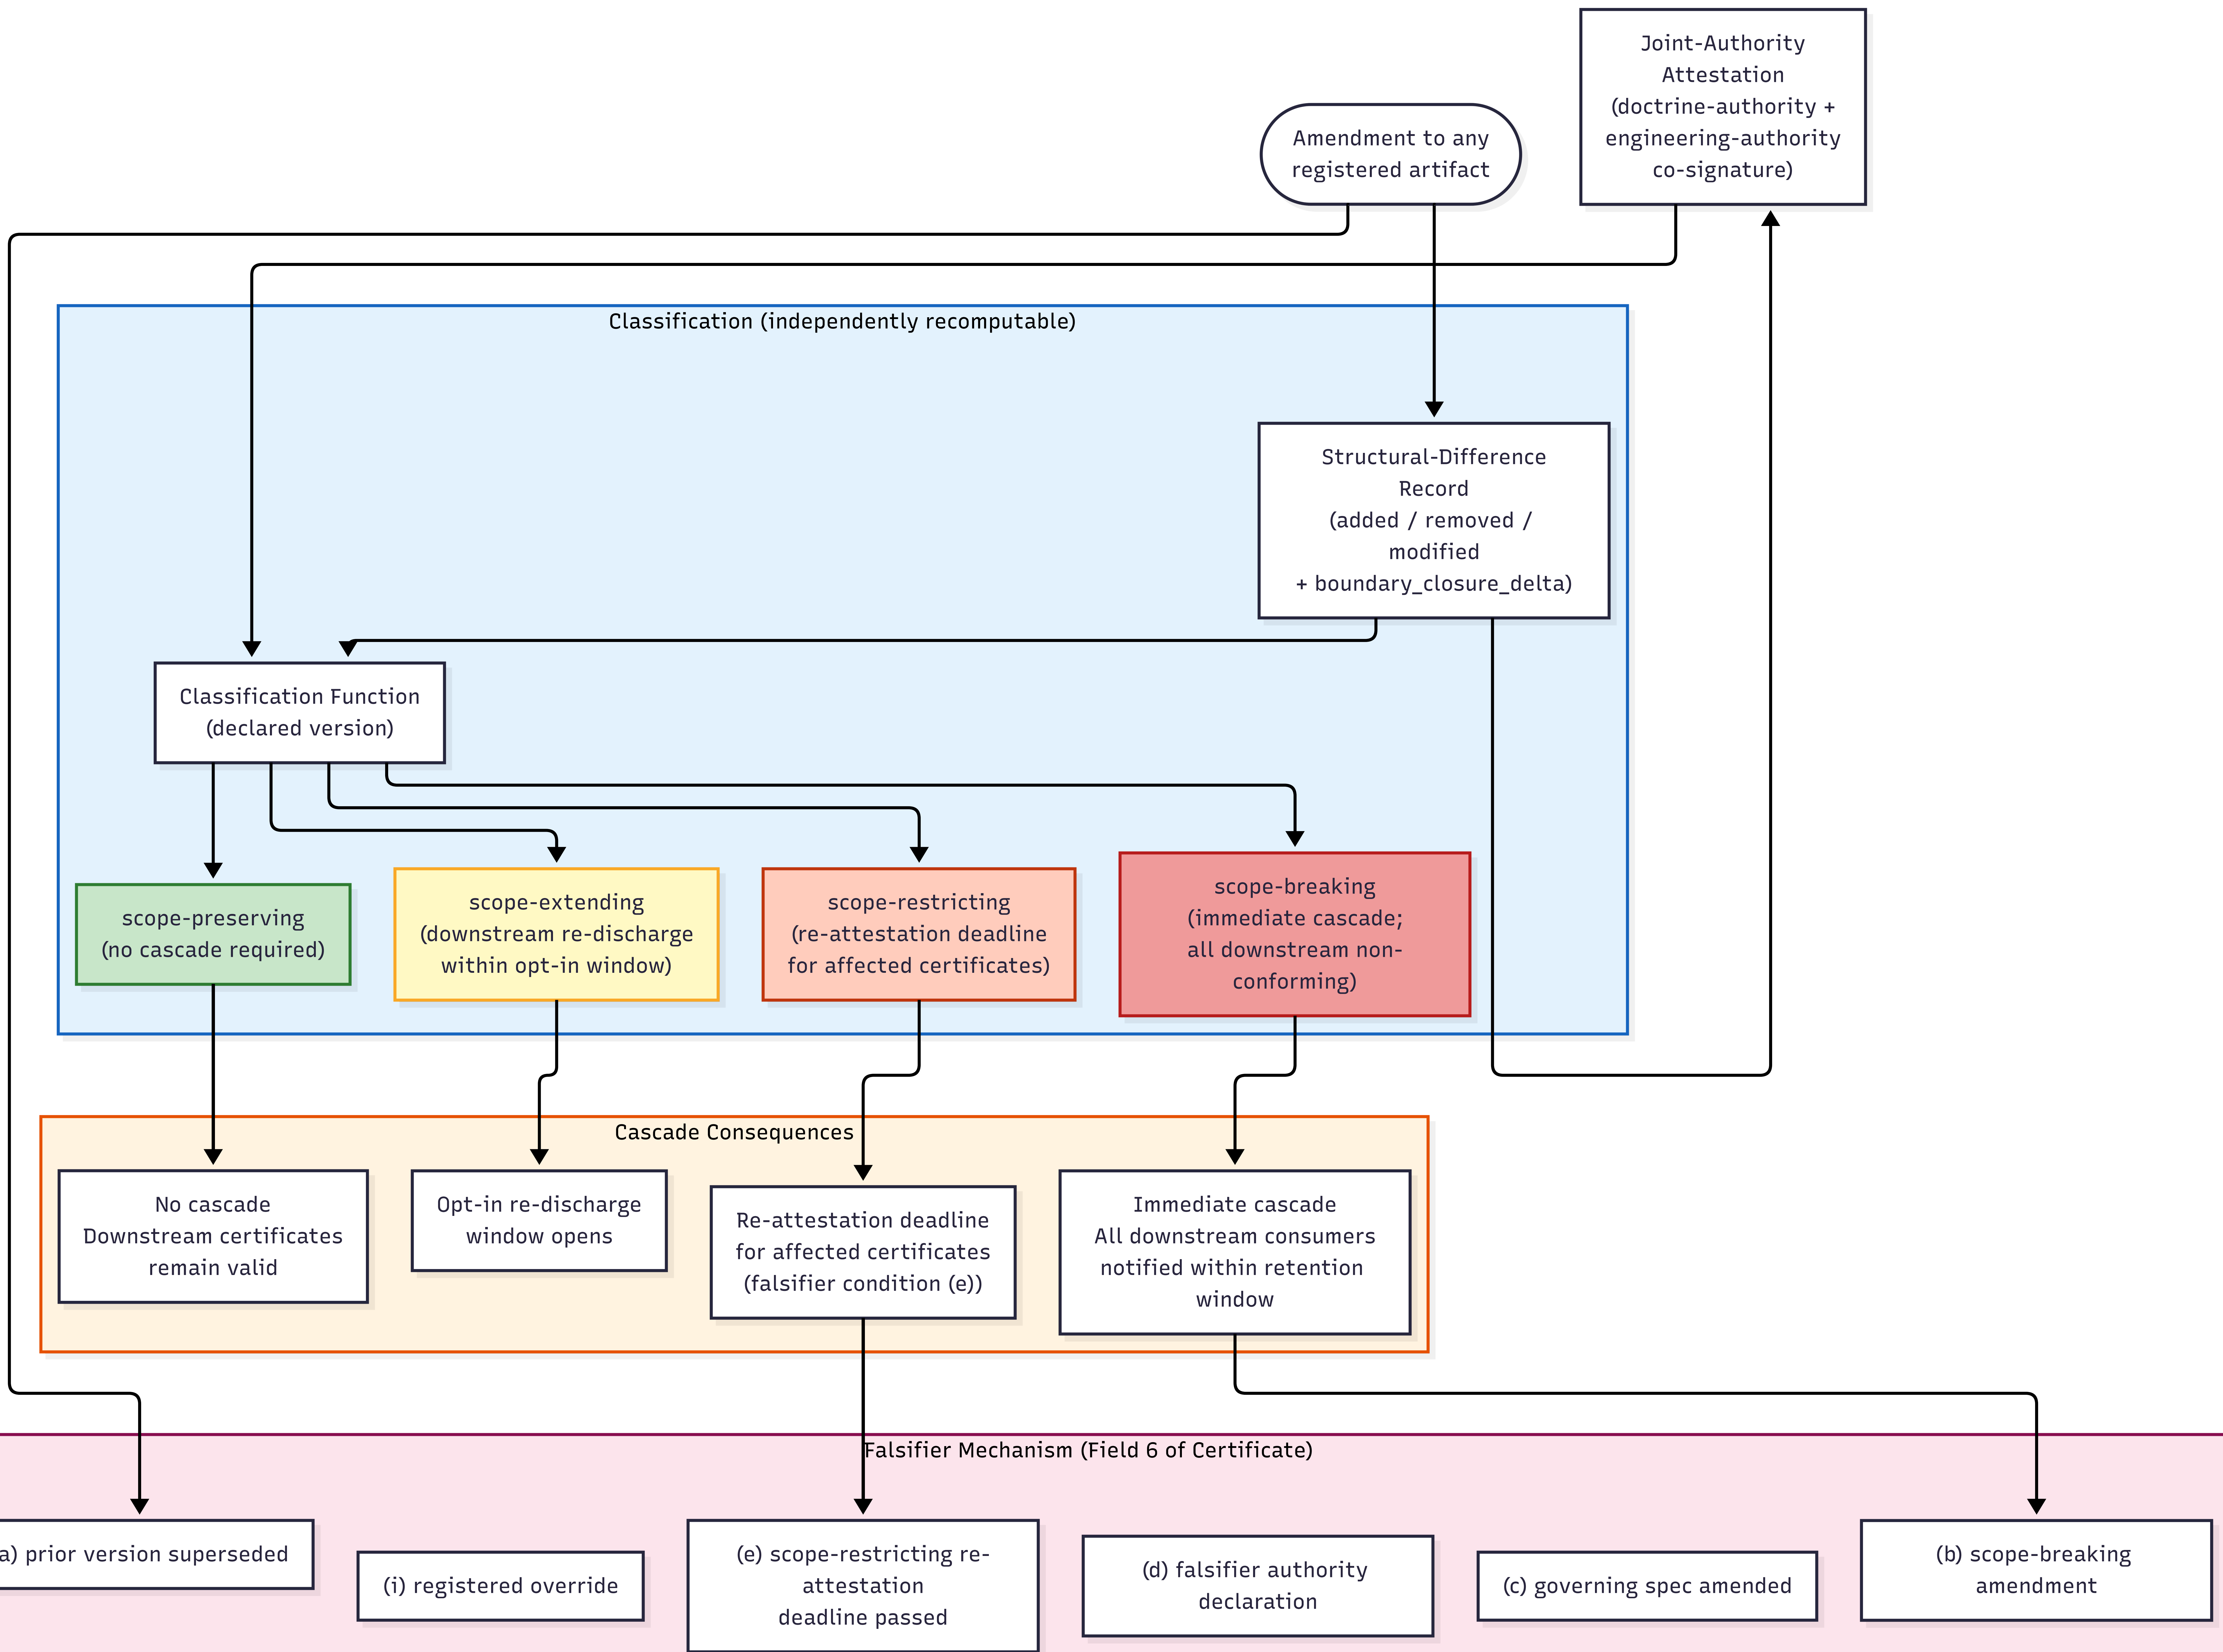 Joint-Authority
Attestation
(doctrine-authority +
engineering-authority
co-signature)
Amendment to any
registered artifact
Classification (independently recomputable)
Structural-Difference
Record
(added / removed /
modified
+ boundary_closure_delta)
Classification Function
(declared version)
scope-preserving
(no cascade required)
scope-extending
(downstream re-discharge
within opt-in window)
scope-restricting
(re-attestation deadline
for affected certificates)
scope-breaking
(immediate cascade;
all downstream non-
conforming)
Cascade Consequences
No cascade
Downstream certificates
remain valid
Opt-in re-discharge
window opens
Re-attestation deadline
for affected certificates
(falsifier condition (e))
Immediate cascade
All downstream consumers
notified within retention
window
Falsifier Mechanism (Field 6 of Certificate)
a) prior version superseded
(i) registered override
(e) scope-restricting re-
attestation
deadline passed
(d) falsifier authority
declaration
(c) governing spec amended
(b) scope-breaking
amendment